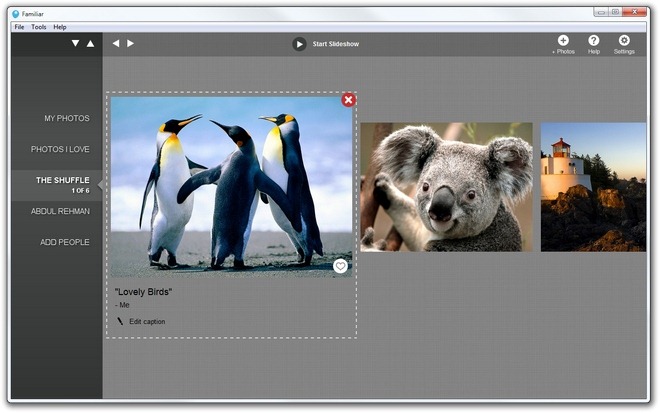 Familiar
File Tools Help
Start Slideshow
+ Photos Help Settings
MY PHOTOS
PHOTOS I LOVE
THE SHUFFLE
1 OF 6
ABDUL REHMAN
ADD PEOPLE
"Lovely Birds"
- Me
Edit caption